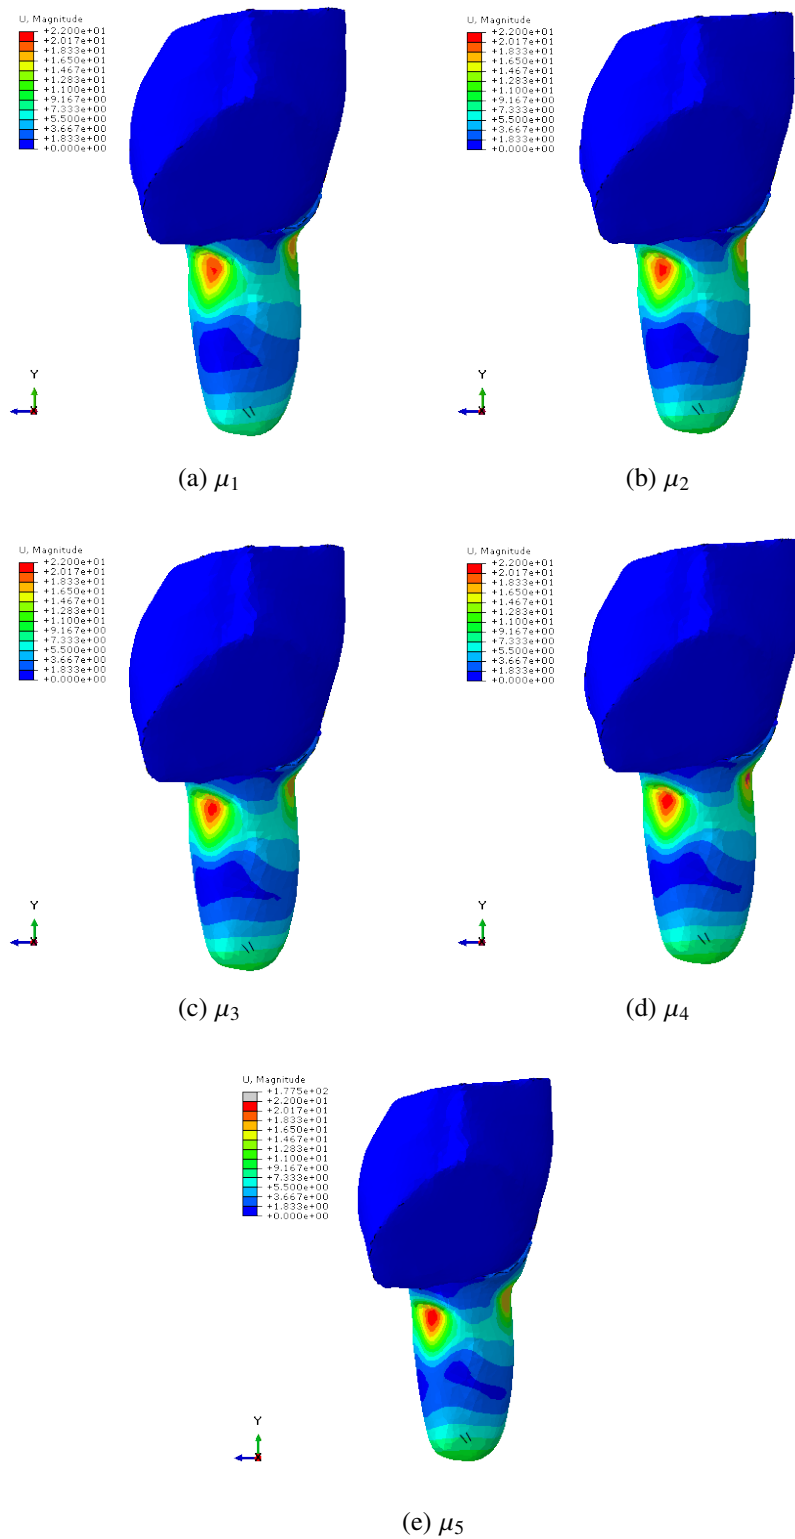 U, Magnitude
+2.200e+01
+2.017e+01
+1.833e+01
+1.650e+01
+1.467e+01
+1.283e+01
+1.100e+01
+9.167e+00
+7.333e+00
+5.500e+00
+3.667e+00
+1.833e+00
+0.000e+00
Y
X
(a) μ1
U, Magnitude
+2.200e+01
+2.017e+01
+1.833e+01
+1.650e+01
+1.467e+01
+1.283e+01
+1.100e+01
+9.167e+00
+7.333e+00
+5.500e+00
+3.667e+00
+1.833e+00
+0.000e+00
Y
X
(b) μ2
U, Magnitude
+2.200e+01
+2.017e+01
+1.833e+01
+1.650e+01
+1.467e+01
+1.283e+01
+1.100e+01
+9.167e+00
+7.333e+00
+5.500e+00
+3.667e+00
+1.833e+00
+0.000e+00
Y
X
(c) μ3
U, Magnitude
+2.200e+01
+2.017e+01
+1.833e+01
+1.650e+01
+1.467e+01
+1.283e+01
+1.100e+01
+9.167e+00
+7.333e+00
+5.500e+00
+3.667e+00
+1.833e+00
+0.000e+00
Y
X
(d) μ4
U, Magnitude
+1.775e+02
+2.200e+01
+2.017e+01
+1.833e+01
+1.650e+01
+1.467e+01
+1.283e+01
+1.100e+01
+9.167e+00
+7.333e+00
+5.500e+00
+3.667e+00
+1.833e+00
+0.000e+00
Y
X
(e) μ5